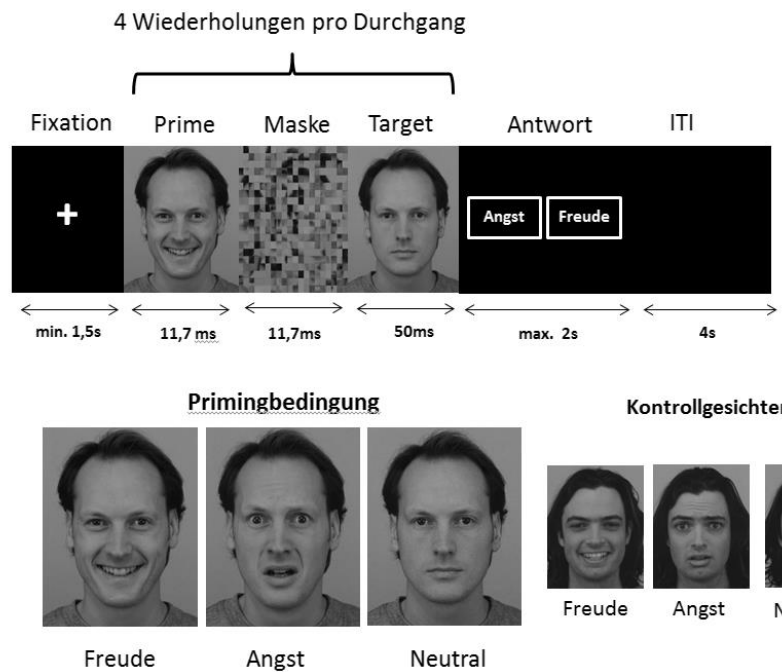 4 Wiederholungen pro Durchgang
Fixation Prime Maske Target Antwort ITI
+
Angst Freude
min. 1,5s 11,7 ms 11,7ms 50ms max. 2s 4s
Primingbedingung
Kontrollgesichter
Freude Angst N
Freude Angst Neutral